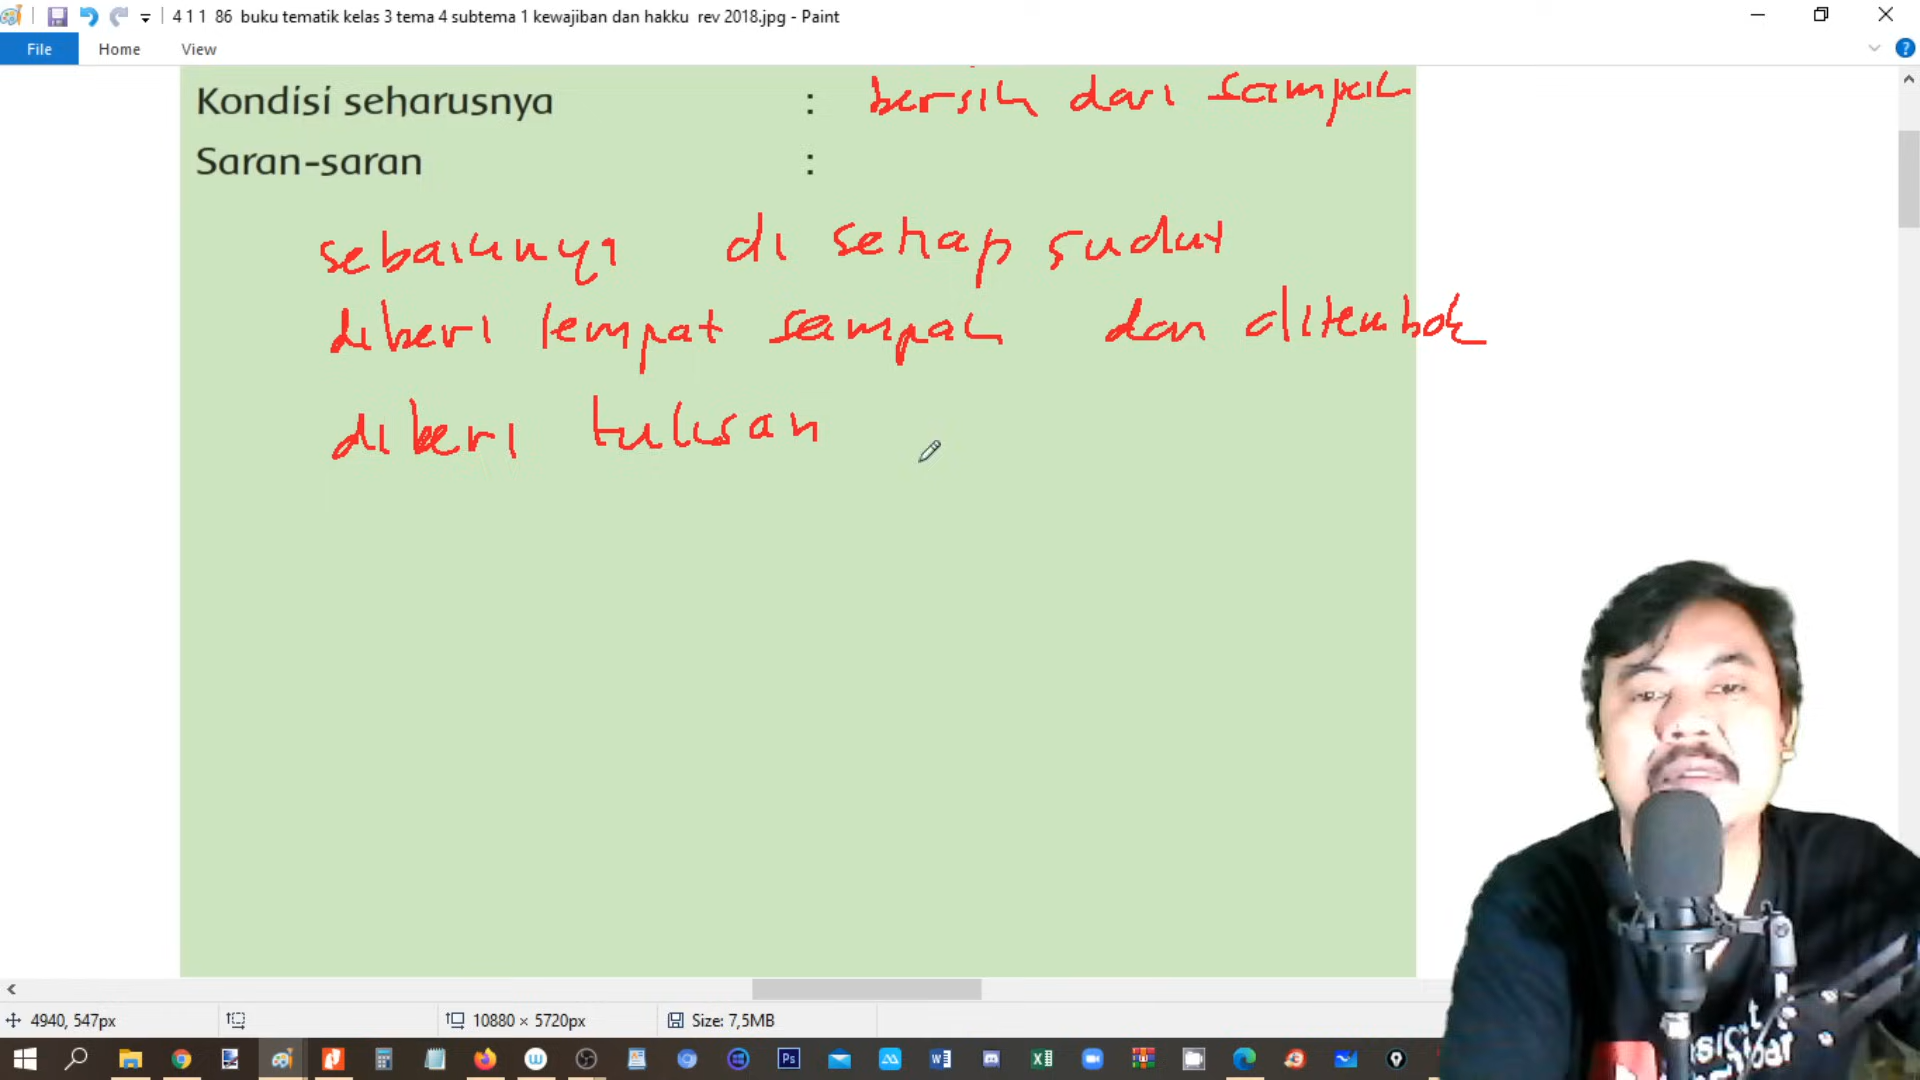 4 1 1 86 buku tematik kelas 3 tema 4 subtema 1 kewajiban dan hakku rev 2018.jpg - Paint
File Home View
Kondisi seharusnya : bersih dari sampah
Saran-saran :
sebaiknya di setiap sudut
diberi tempat sampah dan ditembok
diberi tulisan
4940, 547px 10880 × 5720px Size: 7,5MB